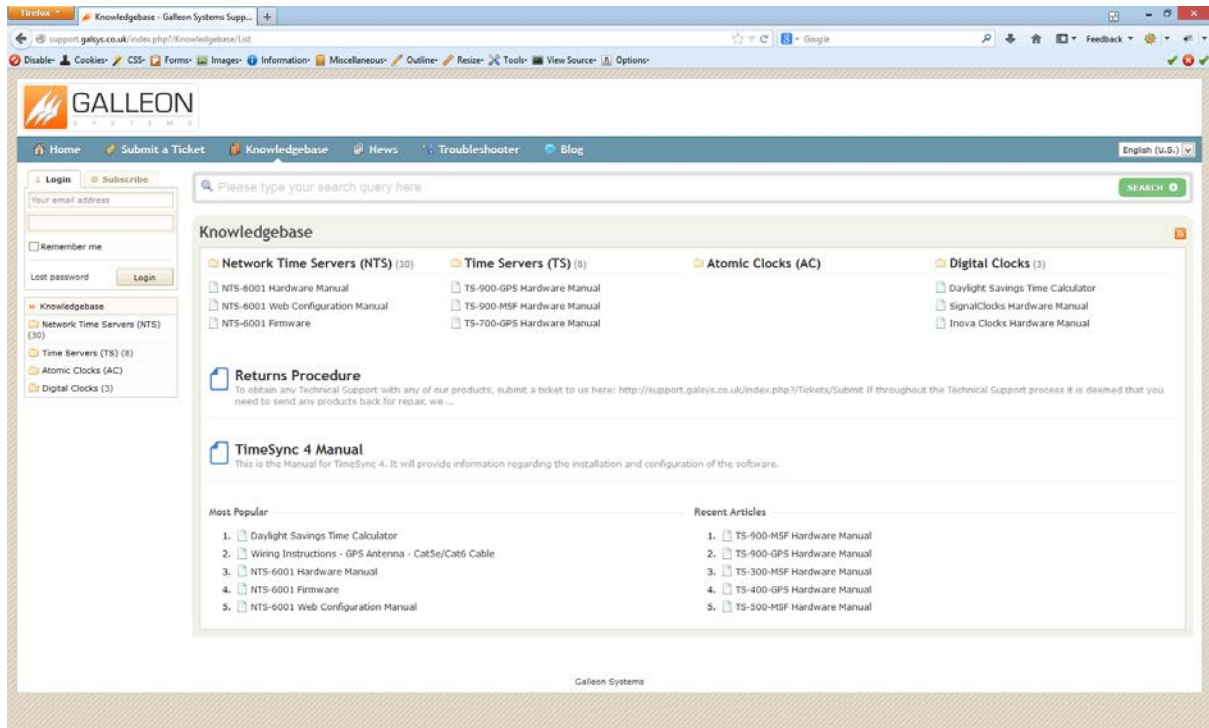 Firefox
Knowledgebase - Galleon Systems Supp...
support.galsys.co.uk/index.php?/Knowledgebase/List
Google
Feedback
Disable Cookies CSS Forms Images Information Miscellaneous Outline Resize Tools View Source Options
GALLEON
SYSTEMS
Home Submit a Ticket Knowledgebase News Troubleshooter Blog
English (U.S.)
Login Subscribe
Your email address
Remember me
Lost password Login
Knowledgebase
Network Time Servers (NTS)
(30)
Time Servers (TS) (8)
Atomic Clocks (AC)
Digital Clocks (3)
Please type your search query here
SEARCH
Knowledgebase
Network Time Servers (NTS) (30) Time Servers (TS) (8) Atomic Clocks (AC) Digital Clocks (3)
NTS-6001 Hardware Manual TS-900-GPS Hardware Manual Daylight Savings Time Calculator
NTS-6001 Web Configuration Manual TS-900-MSF Hardware Manual SignalClocks Hardware Manual
NTS-6001 Firmware TS-700-GPS Hardware Manual Inova Clocks Hardware Manual
Returns Procedure
To obtain any Technical Support with any of our products, submit a ticket to us here: http://support.galsys.co.uk/index.php?/Tickets/Submit If throughout the Technical Support process it is deemed that you
need to send any products back for repair, we ...
TimeSync 4 Manual
This is the Manual for TimeSync 4. It will provide information regarding the installation and configuration of the software.
Most Popular Recent Articles
1. Daylight Savings Time Calculator 1. TS-900-MSF Hardware Manual
2. Wiring Instructions - GPS Antenna - Cat5e/Cat6 Cable 2. TS-900-GPS Hardware Manual
3. NTS-6001 Hardware Manual 3. TS-300-MSF Hardware Manual
4. NTS-6001 Firmware 4. TS-400-GPS Hardware Manual
5. NTS-6001 Web Configuration Manual 5. TS-500-MSF Hardware Manual
Galleon Systems